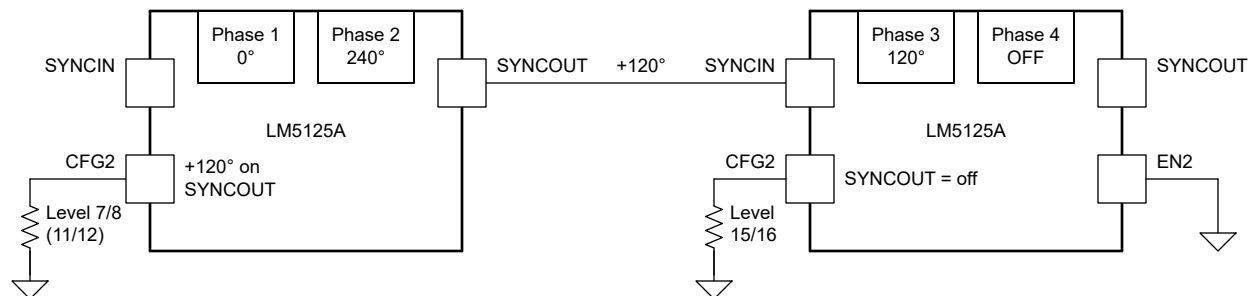 Phase 1
0°
Phase 2
240°
SYNCIN
SYNCOUT
+120°
LM5125A
CFG2
+120° on
SYNCOUT
Level 7/8
(11/12)
Phase 3
120°
Phase 4
OFF
SYNCIN
SYNCOUT
LM5125A
CFG2
SYNCOUT = off
EN2
Level
15/16